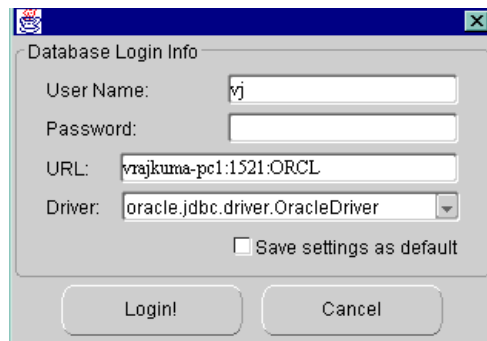 Database Login Info
User Name: vj
Password:
URL: vrajkuma-pc1:1521:ORCL
Driver: oracle.jdbc.driver.OracleDriver
Save settings as default
Login! Cancel